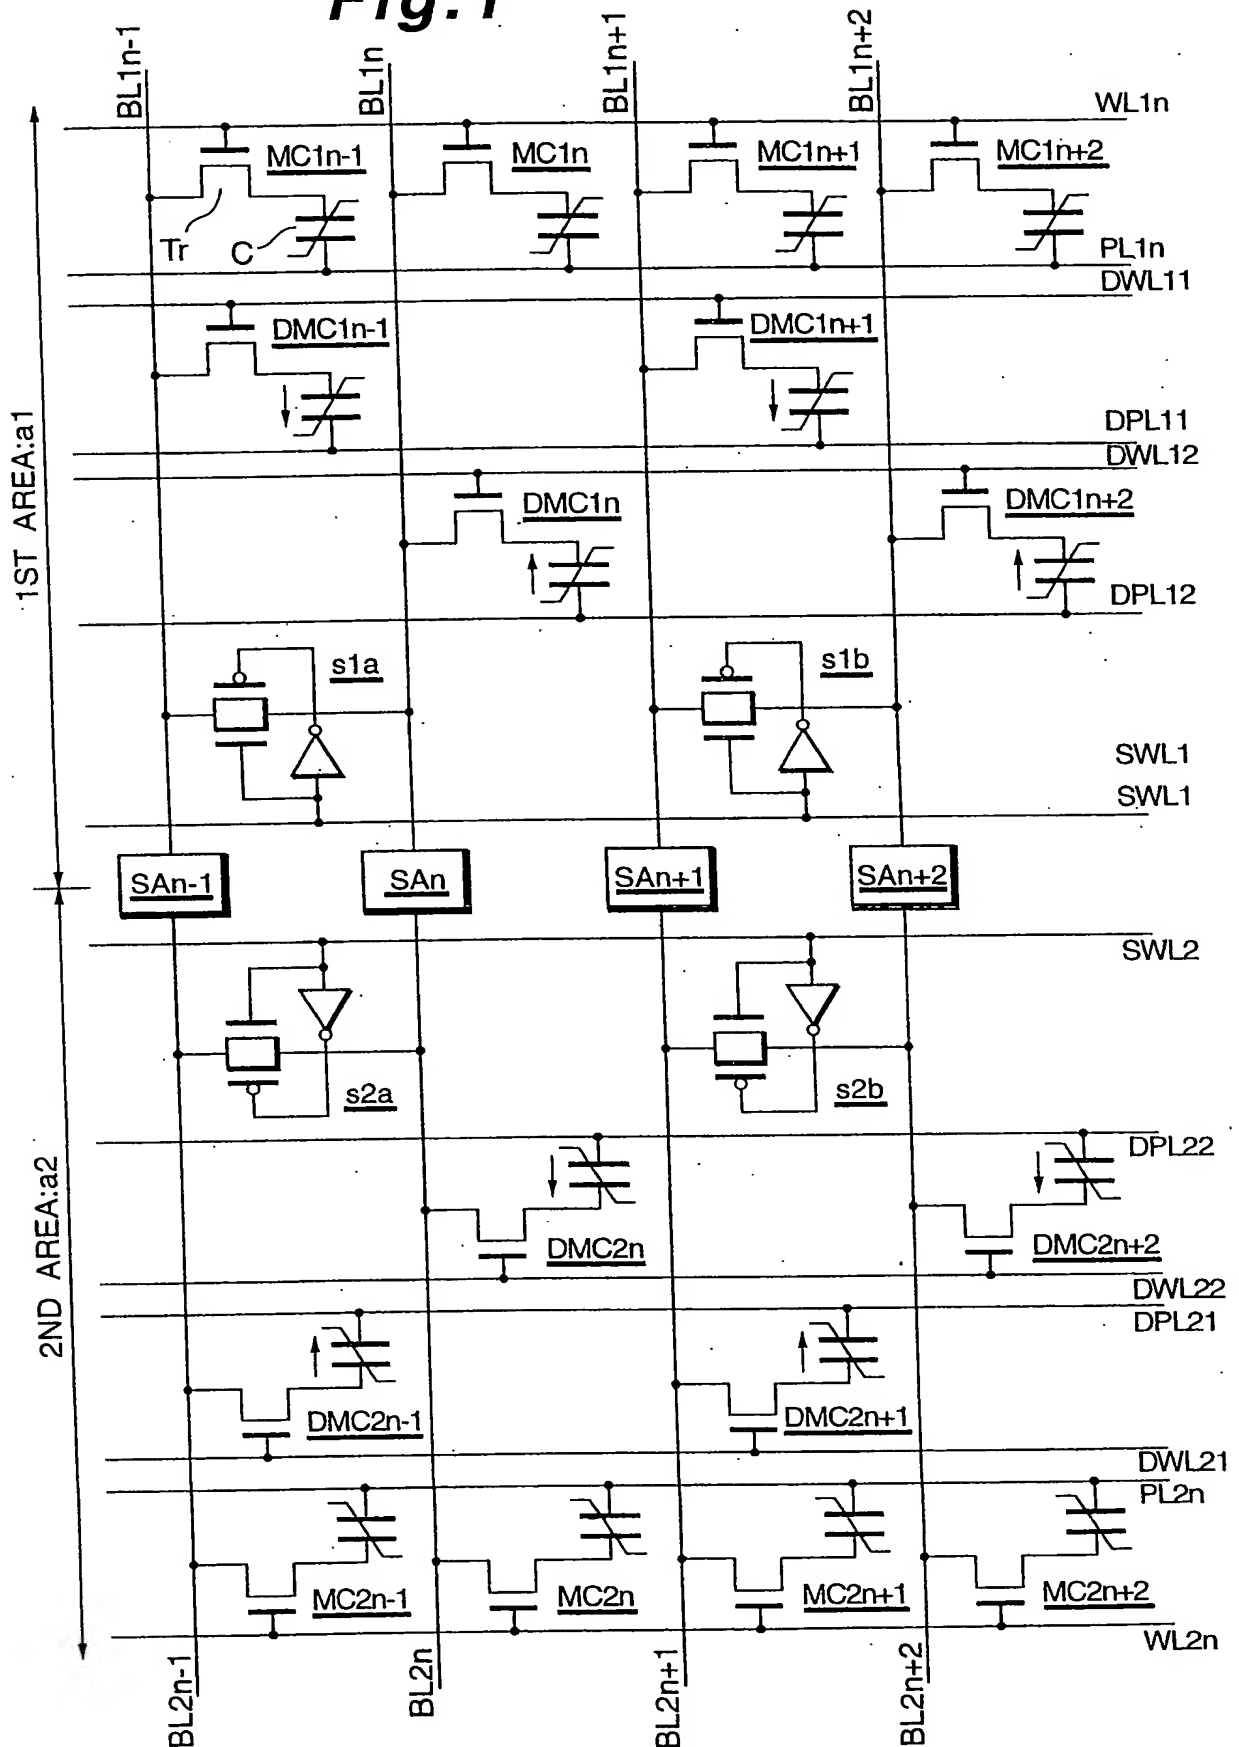 Fig.1
BL1n-1
BL1n
BL1n+1
BL1n+2
WL1n
MC1n-1
MC1n
MC1n+1
MC1n+2
Tr
C
PL1n
DWL11
DMC1n-1
DMC1n+1
DPL11
DWL12
DMC1n
DMC1n+2
DPL12
1ST AREA:a1
s1a
s1b
SWL1
SWL1
SAn-1
SAn
SAn+1
SAn+2
SWL2
s2a
s2b
2ND AREA:a2
DPL22
DMC2n
DMC2n+2
DWL22
DPL21
DMC2n-1
DMC2n+1
DWL21
PL2n
MC2n-1
MC2n
MC2n+1
MC2n+2
WL2n
BL2n-1
BL2n
BL2n+1
BL2n+2